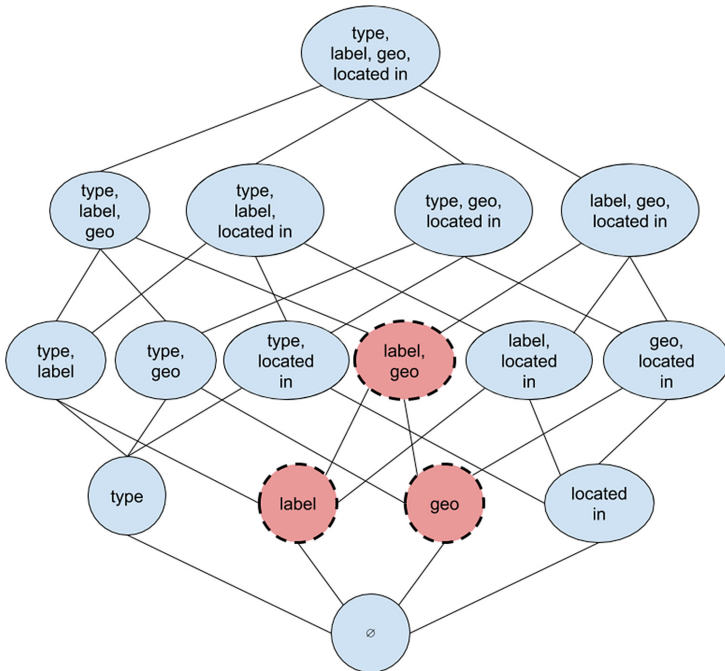 type,
label, geo,
located in
type,
label,
geo
type,
label,
located in
type, geo,
located in
label, geo,
located in
type,
label
type,
geo
type,
located
in
label,
geo
label,
located
in
geo,
located
in
type
label
geo
located
in
∅